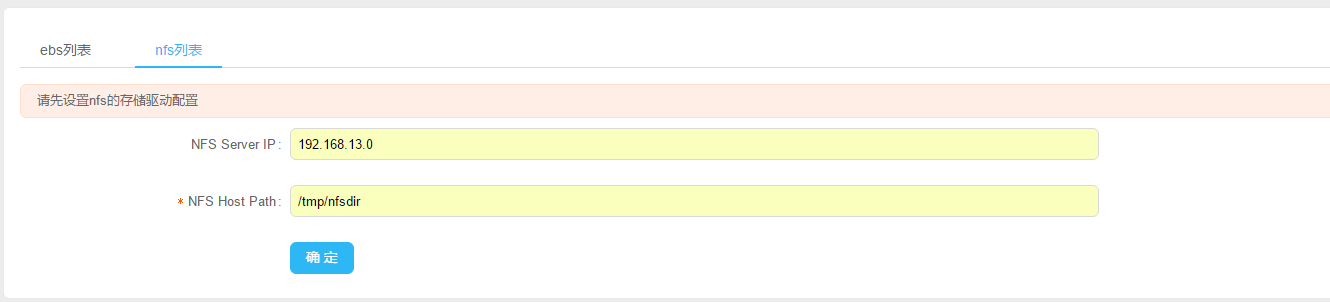 ebs列表 nfs列表
请先设置nfs的存储驱动配置
NFS Server IP: 192.168.13.0
* NFS Host Path: /tmp/nfsdir
确 定